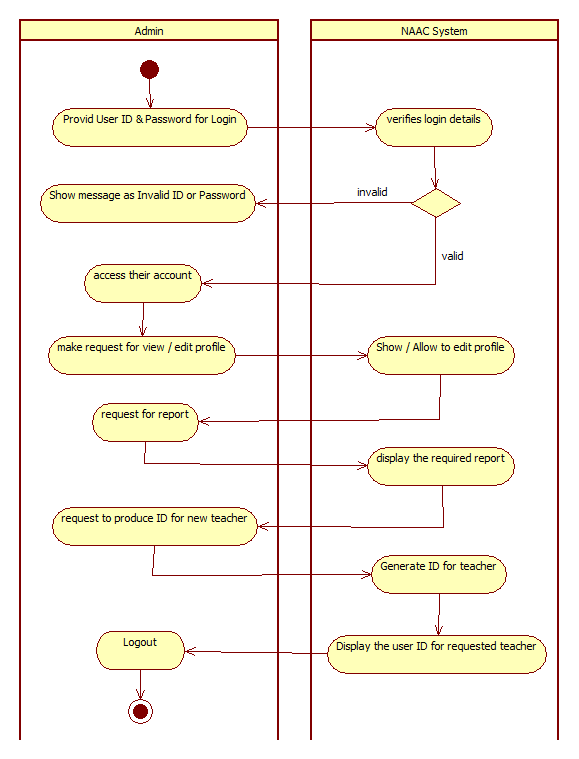 Admin
NAAC System
Provid User ID & Password for Login
verifies login details
invalid
Show message as Invalid ID or Password
valid
access their account
make request for view / edit profile
Show / Allow to edit profile
request for report
display the required report
request to produce ID for new teacher
Generate ID for teacher
Logout
Display the user ID for requested teacher